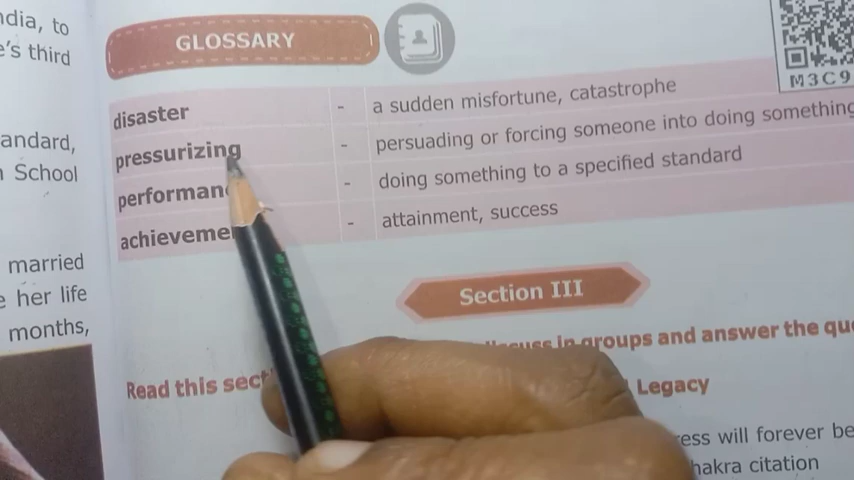 ndia, to
e's third
andard,
School
married
her life
months,
GLOSSARY
M3C9
disaster - a sudden misfortune, catastrophe
pressurizing - persuading or forcing someone into doing something
- doing something to a specified standard
- attainment, success
Section III
Read this in groups and answer the
Legacy
ess will forever be
hakra citation